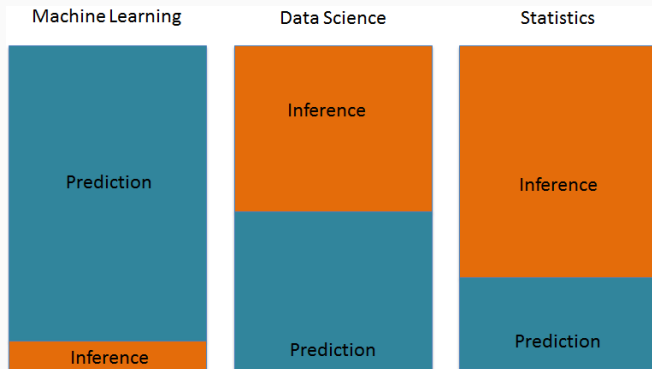 Machine Learning
Data Science
Statistics
Prediction
Inference
Inference
Prediction
Inference
Prediction